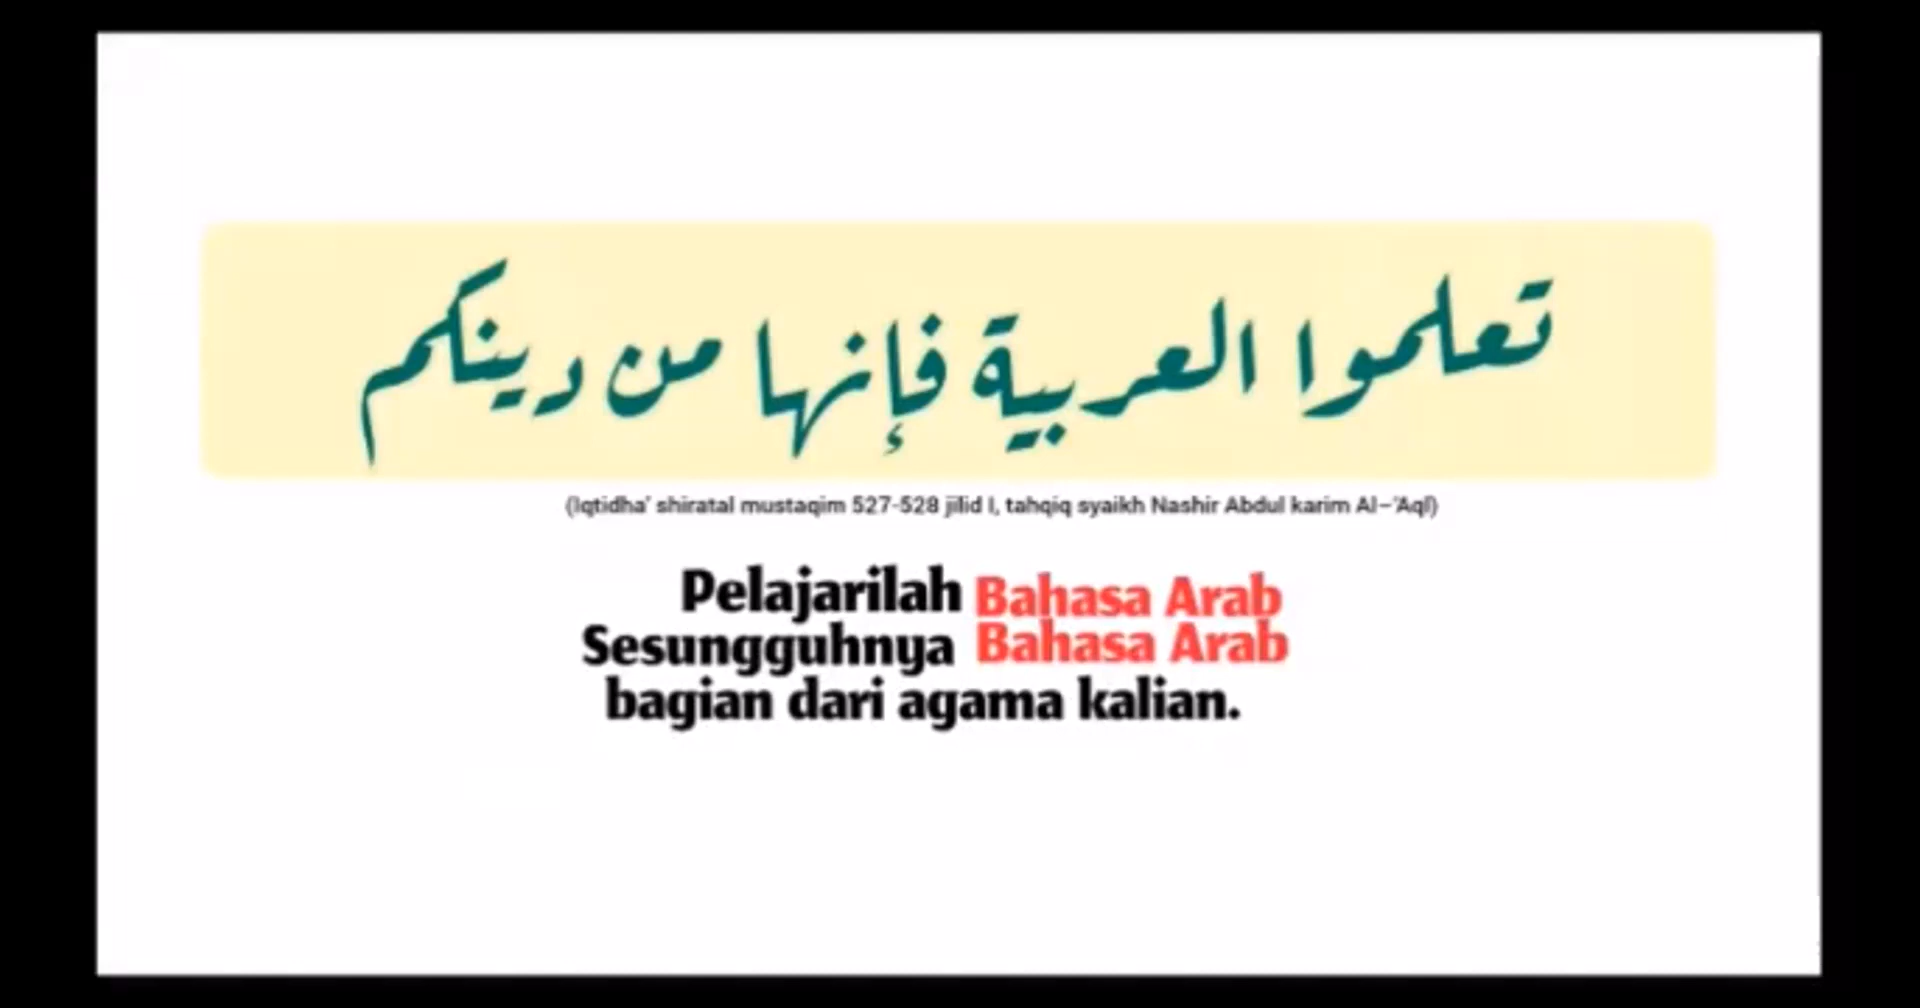 تعلموا العربية فإنها من دينكم
(Iqtidha' shiratal mustaqim 527-528 jilid I, tahqiq syaikh Nashir Abdul karim Al–'Aql)
Pelajarilah Bahasa Arab
Sesungguhnya Bahasa Arab
bagian dari agama kalian.